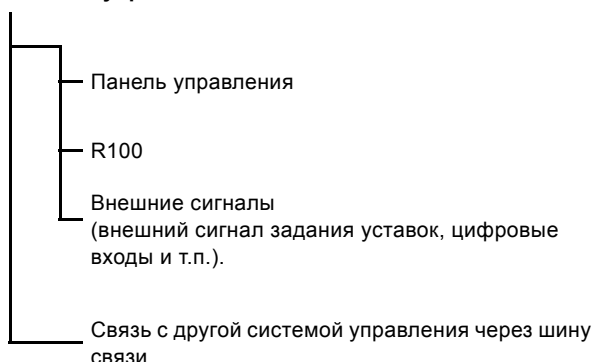 Панель управления
R100
Внешние сигналы
(внешний сигнал задания уставок, цифровые
входы и т.п.).
Связь с другой системой управления через шину
связи